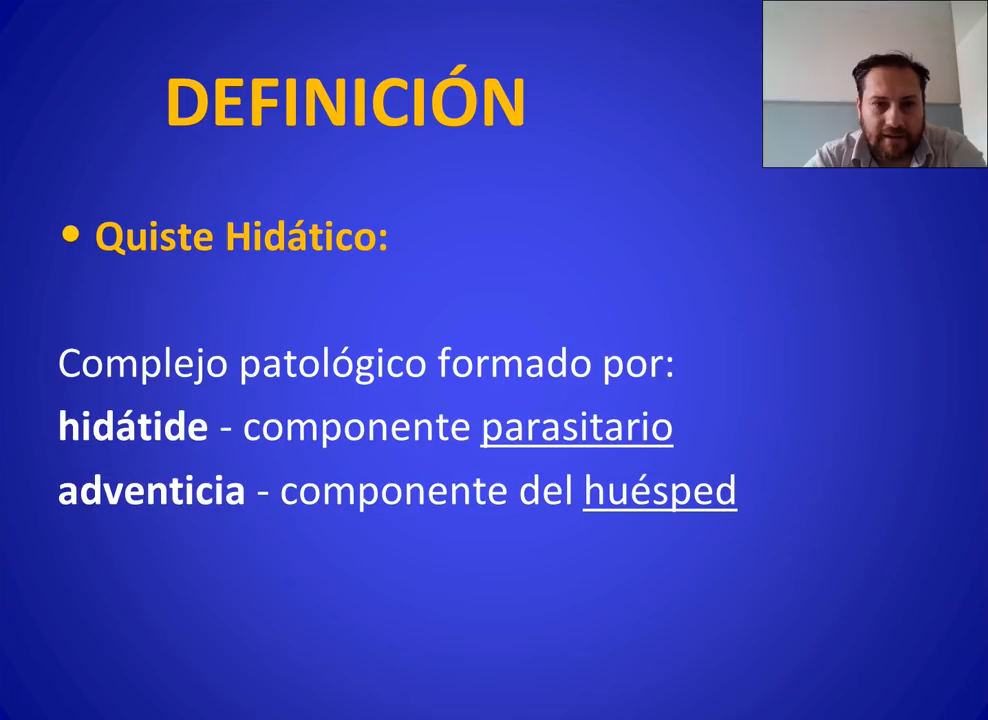 DEFINICIÓN
• Quiste Hidático:
Complejo patológico formado por:
hidátide - componente parasitario
adventicia - componente del huésped